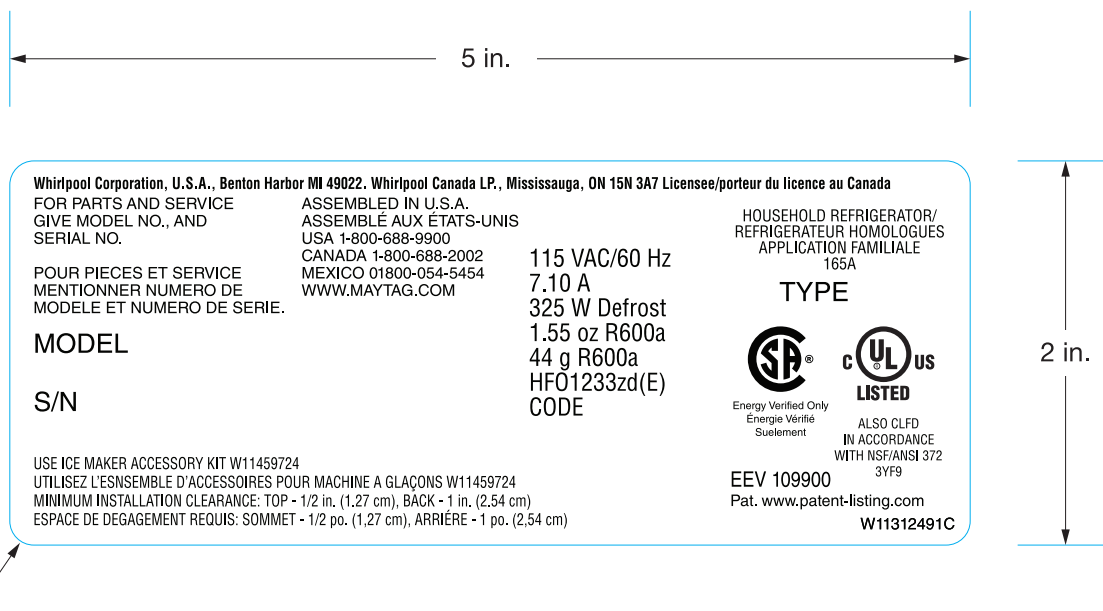 5 in.
Whirlpool Corporation, U.S.A., Benton Harbor MI 49022. Whirlpool Canada LP., Mississauga, ON 15N 3A7 Licensee/porteur du licence au Canada
FOR PARTS AND SERVICE
GIVE MODEL NO., AND
SERIAL NO.
POUR PIECES ET SERVICE
MENTIONNER NUMERO DE
MODELE ET NUMERO DE SERIE.
ASSEMBLED IN U.S.A.
ASSEMBLÉ AUX ÉTATS-UNIS
USA 1-800-688-9900
CANADA 1-800-688-2002
MEXICO 01800-054-5454
WWW.MAYTAG.COM
MODEL
S/N
115 VAC/60 Hz
7.10 A
325 W Defrost
1.55 oz R600a
44 g R600a
HFO1233zd(E)
CODE
HOUSEHOLD REFRIGERATOR/
REFRIGERATEUR HOMOLOGUES
APPLICATION FAMILIALE
165A
TYPE
SA ®
Energy Verified Only
Énergie Vérifié
Suelement
C UL ® US
LISTED
ALSO CLFD
IN ACCORDANCE
WITH NSF/ANSI 372
3YF9
USE ICE MAKER ACCESSORY KIT W11459724
UTILISEZ L'ESNSEMBLE D'ACCESSOIRES POUR MACHINE A GLAÇONS W11459724
MINIMUM INSTALLATION CLEARANCE: TOP - 1/2 in. (1.27 cm), BACK - 1 in. (2.54 cm)
ESPACE DE DEGAGEMENT REQUIS: SOMMET - 1/2 po. (1,27 cm), ARRIÉRE - 1 po. (2,54 cm)
EEV 109900
Pat. www.patent-listing.com
W11312491C
2 in.